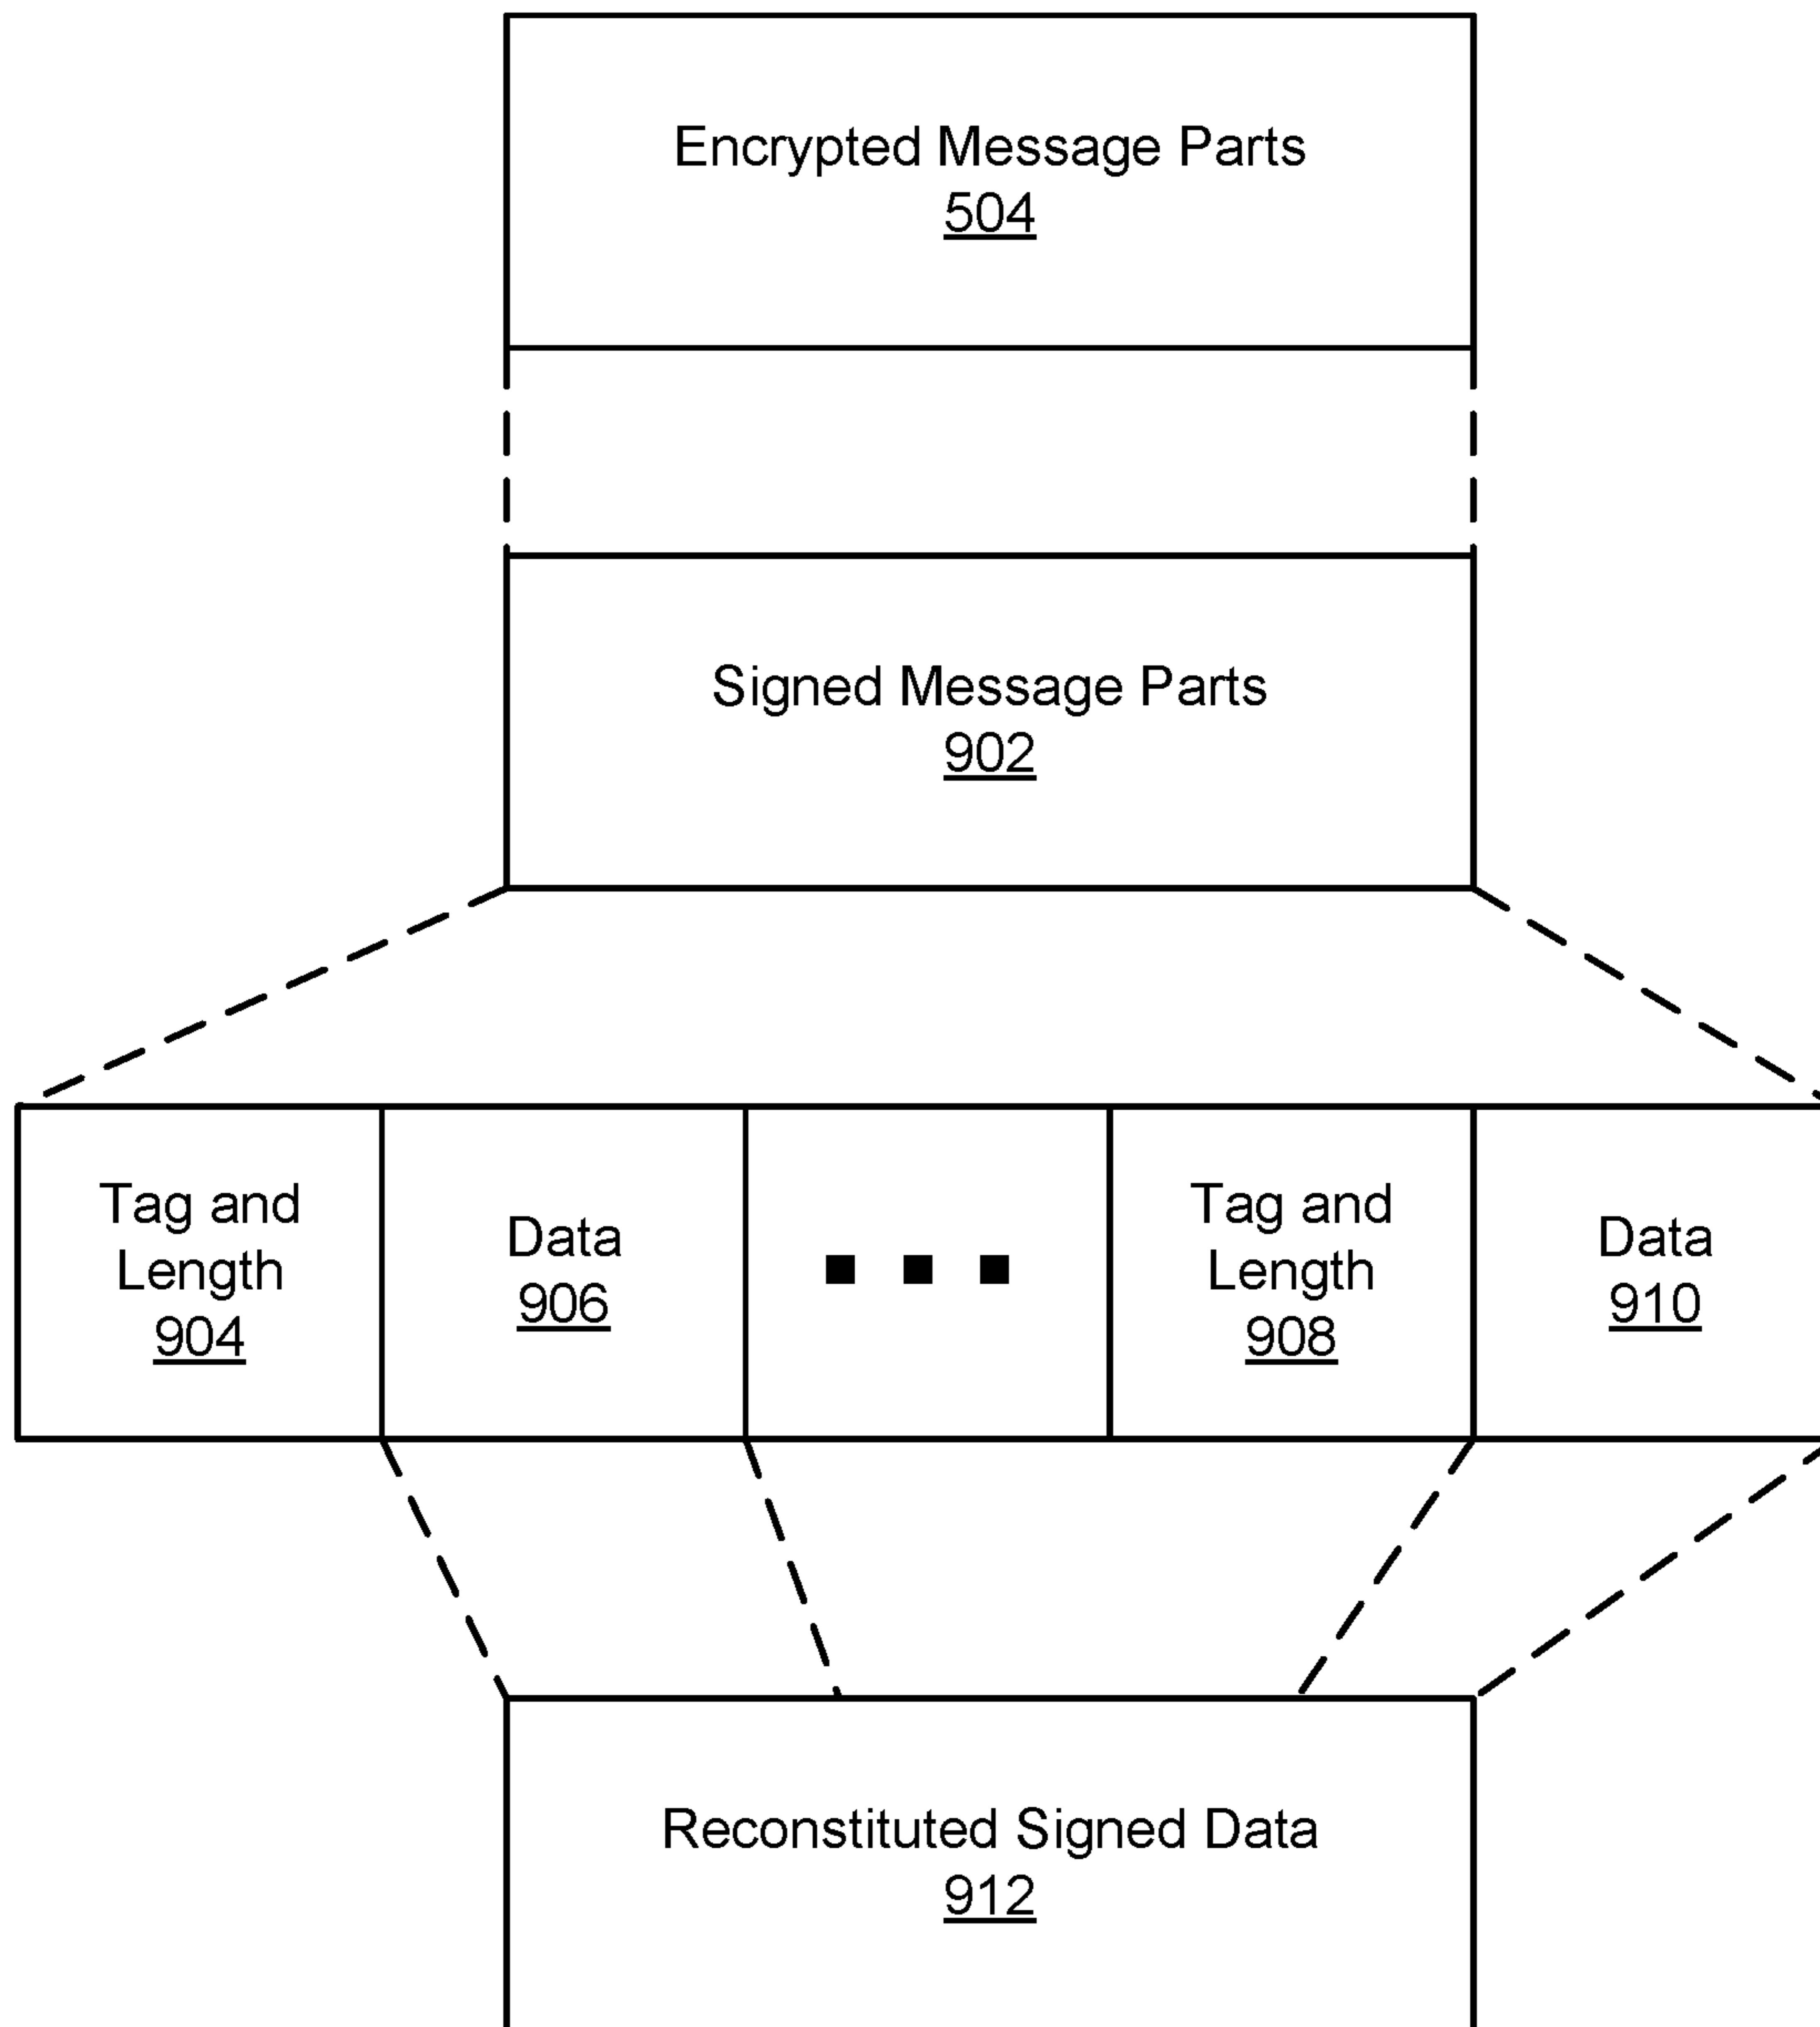 Encrypted Message Parts
504
Signed Message Parts
902
Tag and
Length
904
Data
906
Tag and
Length
908
Data
910
Reconstituted Signed Data
912